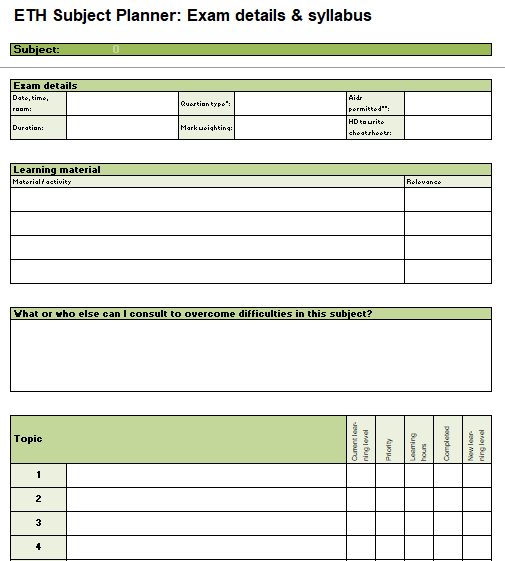 ETH Subject Planner: Exam details & syllabus
Subject: 0
Exam details
Date, time,
room:
Question type*:
Aids
permitted**:
Duration:
Mark weighting:
HD to write
cheatsheets:
Learning material
Material / activity Relevance
What or who else can I consult to overcome difficulties in this subject?
Topic
Current lear-
ning level
Priority
Learning
hours
Completed
New lear-
ning level
1
2
3
4